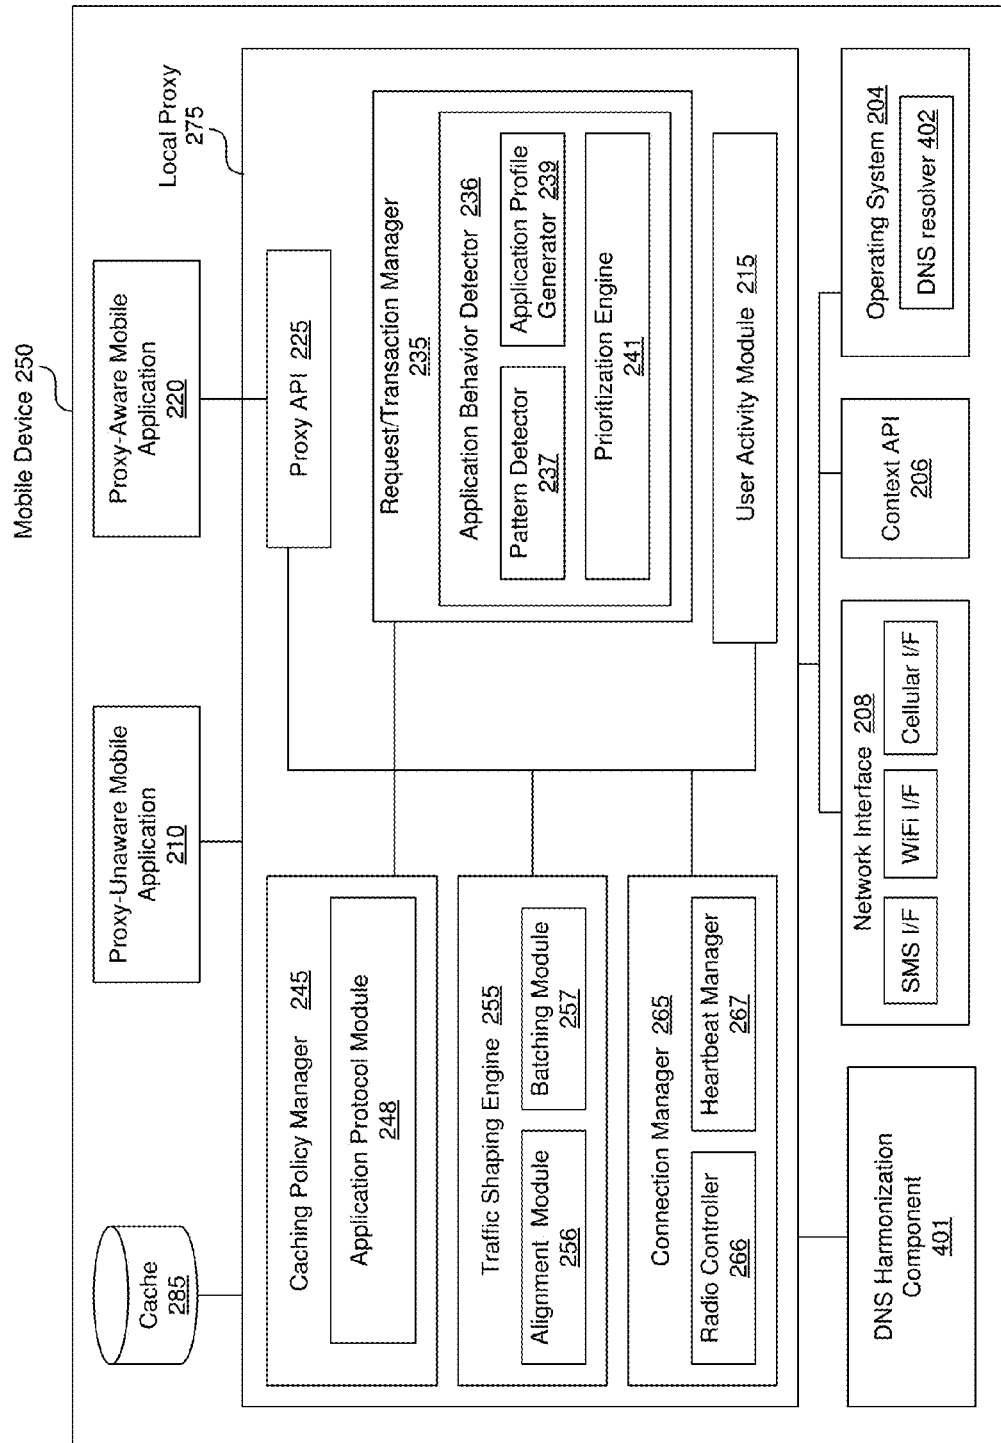 Mobile Device 250
Cache
285
Proxy-Unaware Mobile
Application
210
Proxy-Aware Mobile
Application
220
Local Proxy
275
Caching Policy Manager 245
Application Protocol Module
248
Traffic Shaping Engine 255
Alignment Module
256
Batching Module
257
Connection Manager 265
Radio Controller
266
Heartbeat Manager
267
Proxy API 225
Request/Transaction Manager
235
Application Behavior Detector 236
Pattern Detector
237
Application Profile
Generator 239
Prioritization Engine
241
User Activity Module 215
DNS Harmonization
Component
401
Network Interface 208
SMS I/F
WiFi I/F
Cellular I/F
Context API
206
Operating System 204
DNS resolver 402